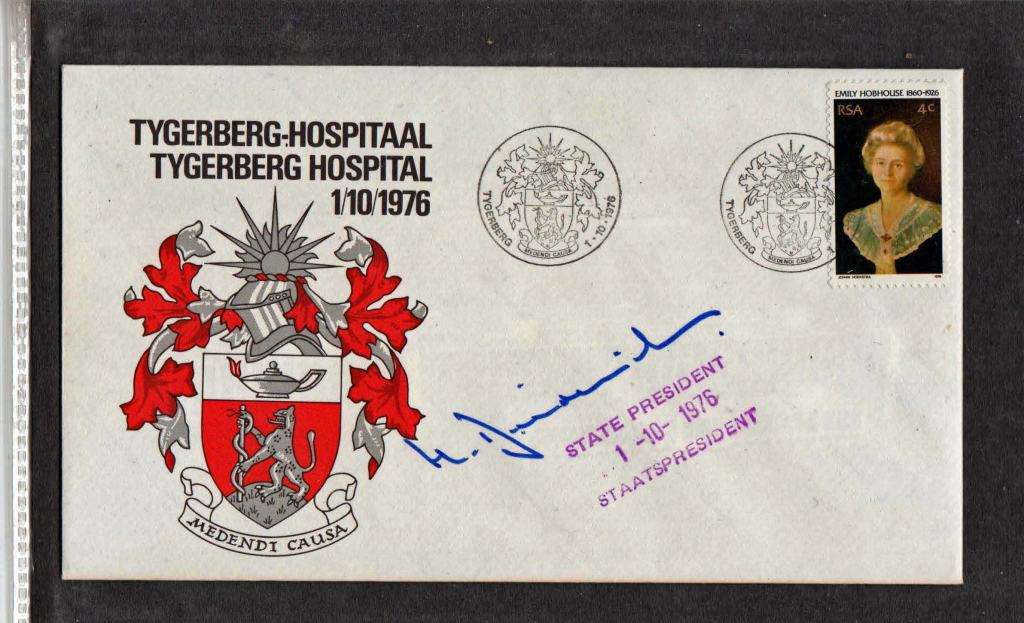 TYGERBERG-HOSPITAAL
TYGERBERG HOSPITAL
1/10/1976
MEDENDI CAUSA
TYGERBERG
1·10·1976
MEDENDI CAUSA
TYGERBERG
MEDENDI CAUSA
EMILY HOBHOUSE 1860-1926
RSA 4c
1976
STATE PRESIDENT
1-10-1976
STAATSPRESIDENT